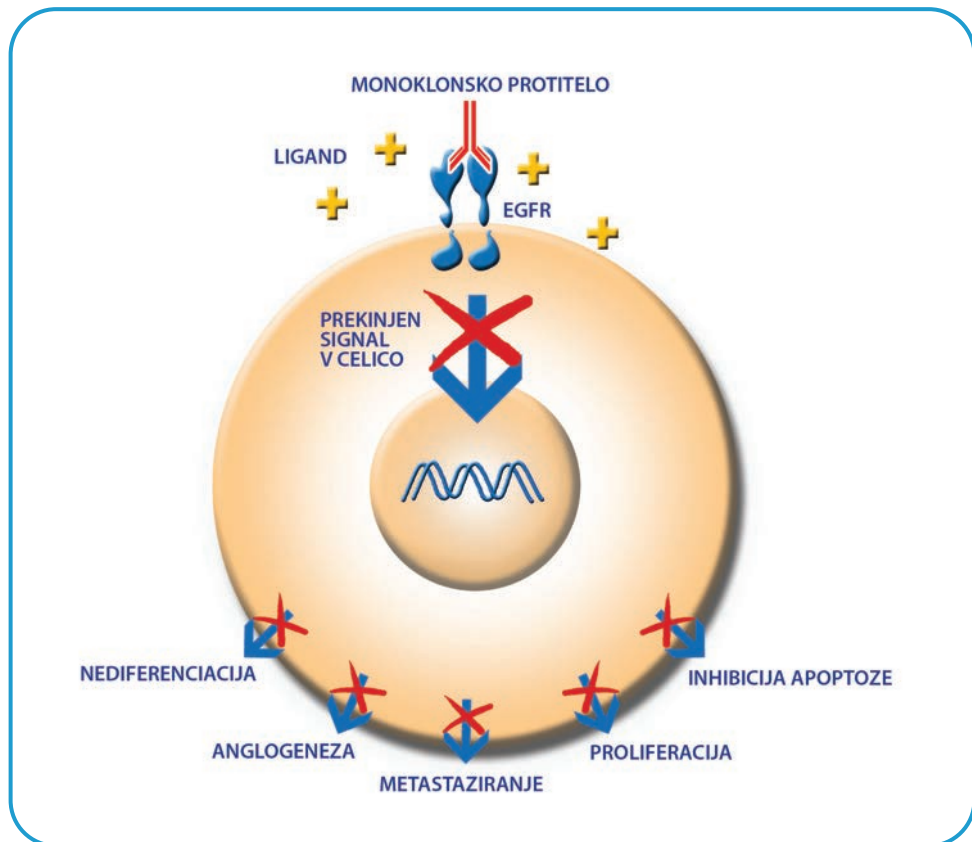 MONOKLONSKO PROTITELO
LIGAND
EGFR
PREKINJEN
SIGNAL
V CELICO
NEDIFERENCIACIJA
INHIBICIJA APOPTOZE
ANGLOGENEZA
PROLIFERACIJA
METASTAZIRANJE